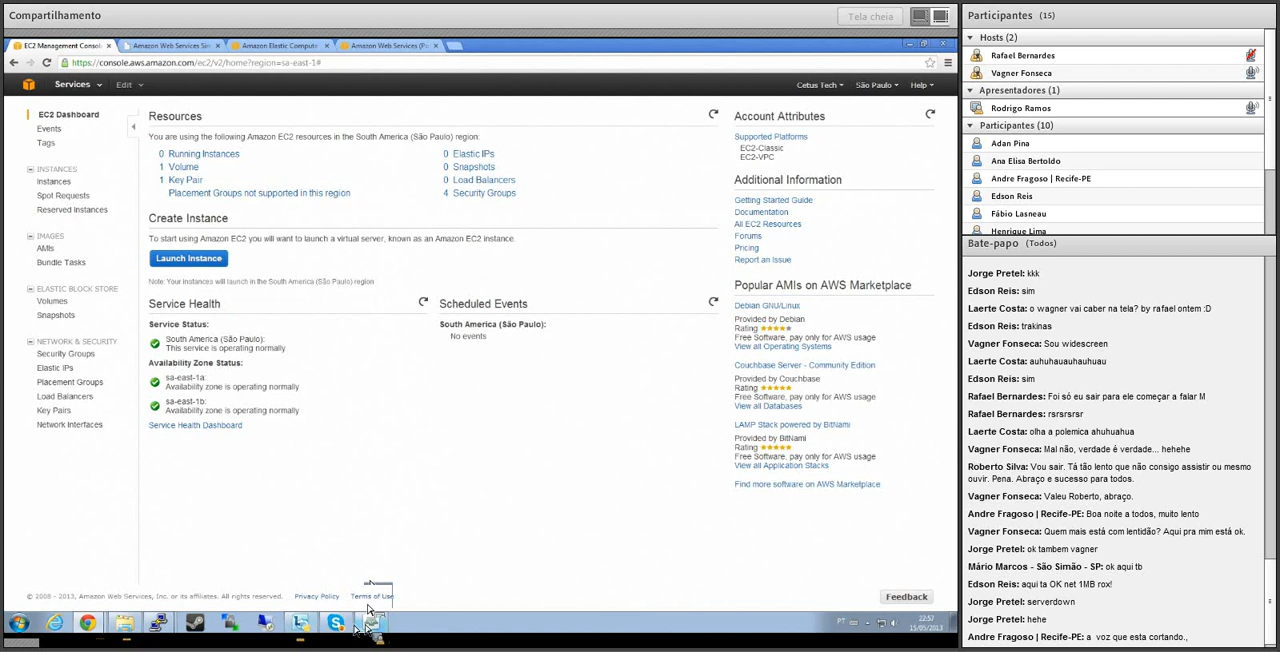 Compartilhamento
Tela cheia
EC2 Management Consol
Amazon Web Services Sim
Amazon Elastic Compute
Amazon Web Services (Pa
https://console.aws.amazon.com/ec2/v2/home?region=sa-east-1#
Services
Edit
Cetus Tech
São Paulo
Help
EC2 Dashboard
Events
Tags
INSTANCES
Instances
Spot Requests
Reserved Instances
IMAGES
AMIs
Bundle Tasks
ELASTIC BLOCK STORE
Volumes
Snapshots
NETWORK & SECURITY
Security Groups
Elastic IPs
Placement Groups
Load Balancers
Key Pairs
Network Interfaces
Resources
You are using the following Amazon EC2 resources in the South America (São Paulo) region:
0 Running Instances
0 Elastic IPs
1 Volume
0 Snapshots
1 Key Pair
0 Load Balancers
Placement Groups not supported in this region
4 Security Groups
Create Instance
To start using Amazon EC2 you will want to launch a virtual server, known as an Amazon EC2 instance.
Launch Instance
Note: Your instances will launch in the South America (São Paulo) region
Service Health
Service Status:
South America (São Paulo):
This service is operating normally
Availability Zone Status:
sa-east-1a:
Availability zone is operating normally
sa-east-1b:
Availability zone is operating normally
Service Health Dashboard
Scheduled Events
South America (São Paulo):
No events
Account Attributes
Supported Platforms
EC2-Classic
EC2-VPC
Additional Information
Getting Started Guide
Documentation
All EC2 Resources
Forums
Pricing
Report an Issue
Popular AMIs on AWS Marketplace
Debian GNU/Linux
Provided by Debian
Rating
Free Software, pay only for AWS usage
View all Operating Systems
Couchbase Server - Community Edition
Provided by Couchbase
Rating
Free Software, pay only for AWS usage
View all Databases
LAMP Stack powered by BitNami
Provided by BitNami
Rating
Free Software, pay only for AWS usage
View all Application Stacks
Find more software on AWS Marketplace
© 2008 - 2013, Amazon Web Services, Inc. or its affiliates. All rights reserved.
Privacy Policy
Terms of Use
Feedback
PT
22:57
15/05/2013
Participantes (15)
Hosts (2)
Rafael Bernardes
Vagner Fonseca
Apresentadores (1)
Rodrigo Ramos
Participantes (10)
Adan Pina
Ana Elisa Bertoldo
Andre Fragoso | Recife-PE
Edson Reis
Fábio Lasneau
Henrique Lima
Bate-papo (Todos)
Jorge Pretel: kkk
Edson Reis: sim
Laerte Costa: o wagner vai caber na tela? by rafael ontem :D
Edson Reis: trakinas
Vagner Fonseca: Sou widescreen
Laerte Costa: auhuhauauhauhuau
Edson Reis: sim
Rafael Bernardes: Foi só eu sair para ele começar a falar M
Rafael Bernardes: rsrsrsrsr
Laerte Costa: olha a polemica ahuhuahua
Vagner Fonseca: Mal não, verdade é verdade... hehehe
Roberto Silva: Vou sair. Tá tão lento que não consigo assistir ou mesmo
ouvir. Pena. Abraço e sucesso para todos.
Vagner Fonseca: Valeu Roberto, abraço.
Andre Fragoso | Recife-PE: Boa noite a todos, muito lento
Vagner Fonseca: Quem mais está com lentidão? Aqui pra mim está ok.
Jorge Pretel: ok tambem vagner
Mário Marcos - São Simão - SP: ok aqui tb
Edson Reis: aqui ta OK net 1MB rox!
Jorge Pretel: serverdown
Jorge Pretel: hehe
Andre Fragoso | Recife-PE: a voz que esta cortando.,